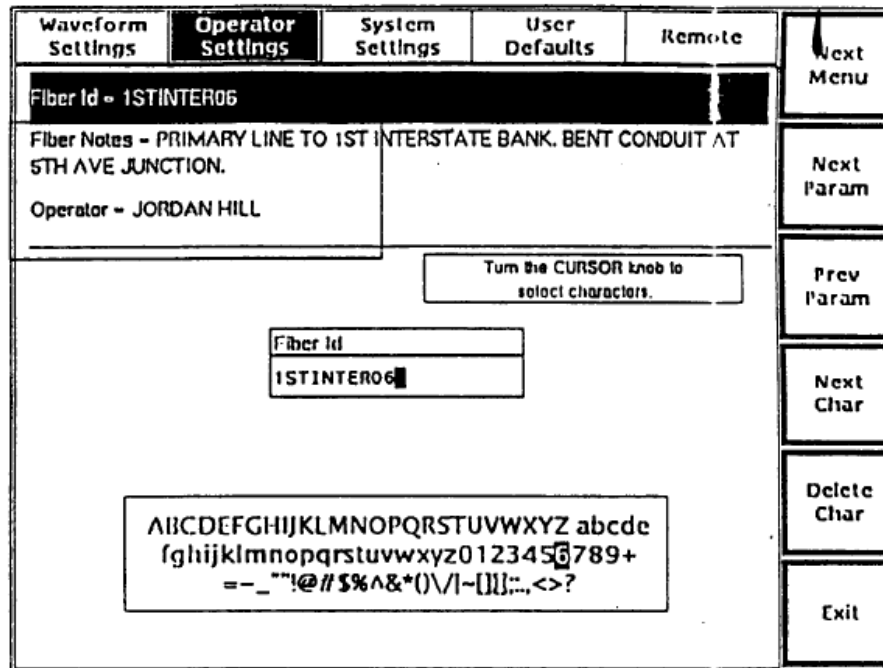 Waveform Settings
Operator Settings
System Settings
User Defaults
Remote
Next Menu
Fiber Id = 1STINTER06
Fiber Notes = PRIMARY LINE TO 1ST INTERSTATE BANK. BENT CONDUIT AT
5TH AVE JUNCTION.
Operator = JORDAN HILL
Next Param
Turn the CURSOR knob to
select characters.
Prev Param
Fiber Id
1STINTER06
Next Char
Delete Char
ABCDEFGHIJKLMNOPQRSTUVWXYZ abcde
fghijklmnopqrstuvwxyz0123456789+
=-_`"!@#$%^&*()\/|~[]{};:.,<>?
Exit